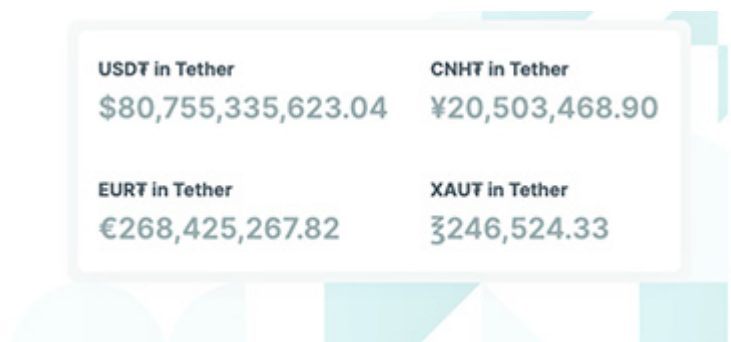 USD₮ in Tether
$80,755,335,623.04
CNH₮ in Tether
¥20,503,468.90
EUR₮ in Tether
€268,425,267.82
XAU₮ in Tether
℥246,524.33